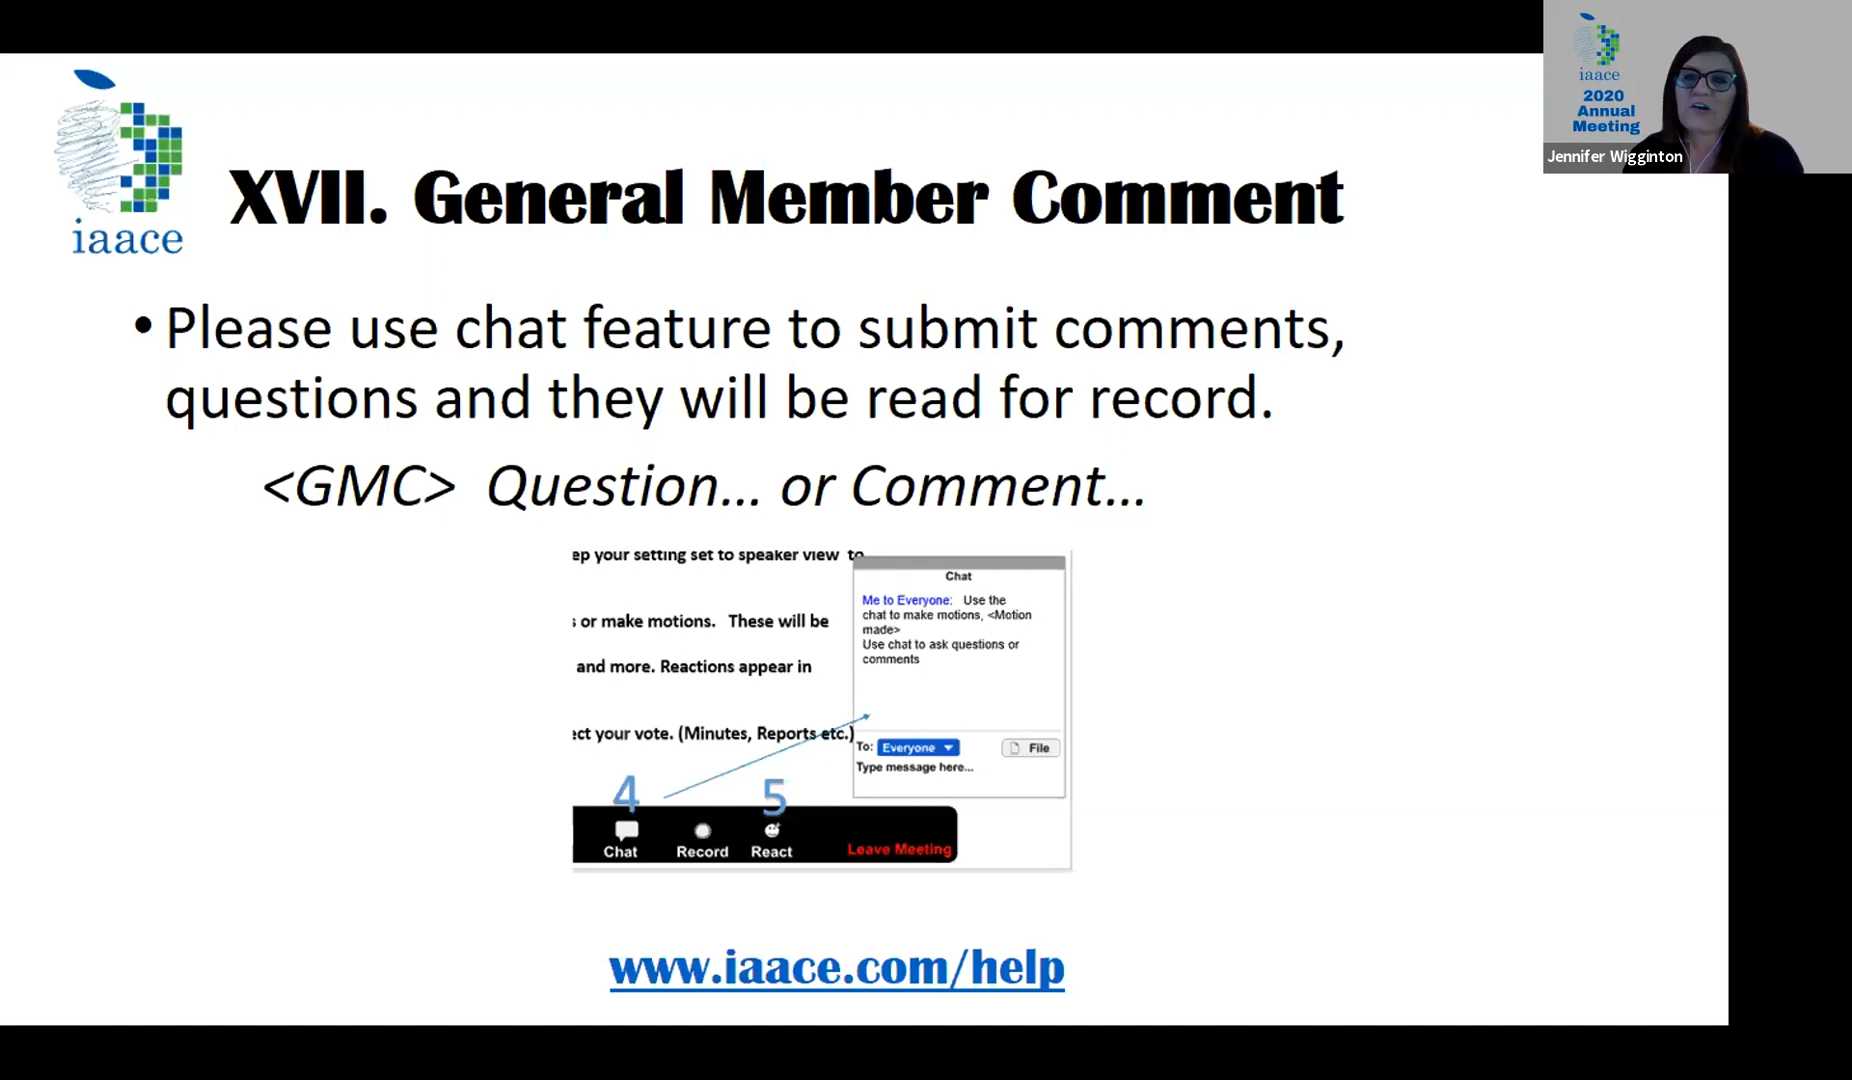 iaace
2020
Annual
Meeting
Jennifer Wigginton
iaace
XVII. General Member Comment
• Please use chat feature to submit comments,
questions and they will be read for record.
<GMC> Question... or Comment...
ep your setting set to speaker view to
Chat
Me to Everyone: Use the
chat to make motions, <Motion
made>
Use chat to ask questions or
comments
s or make motions. These will be
and more. Reactions appear in
ect your vote. (Minutes, Reports etc.)
To: Everyone File
Type message here...
4 5
Chat Record React Leave Meeting
www.iaace.com/help